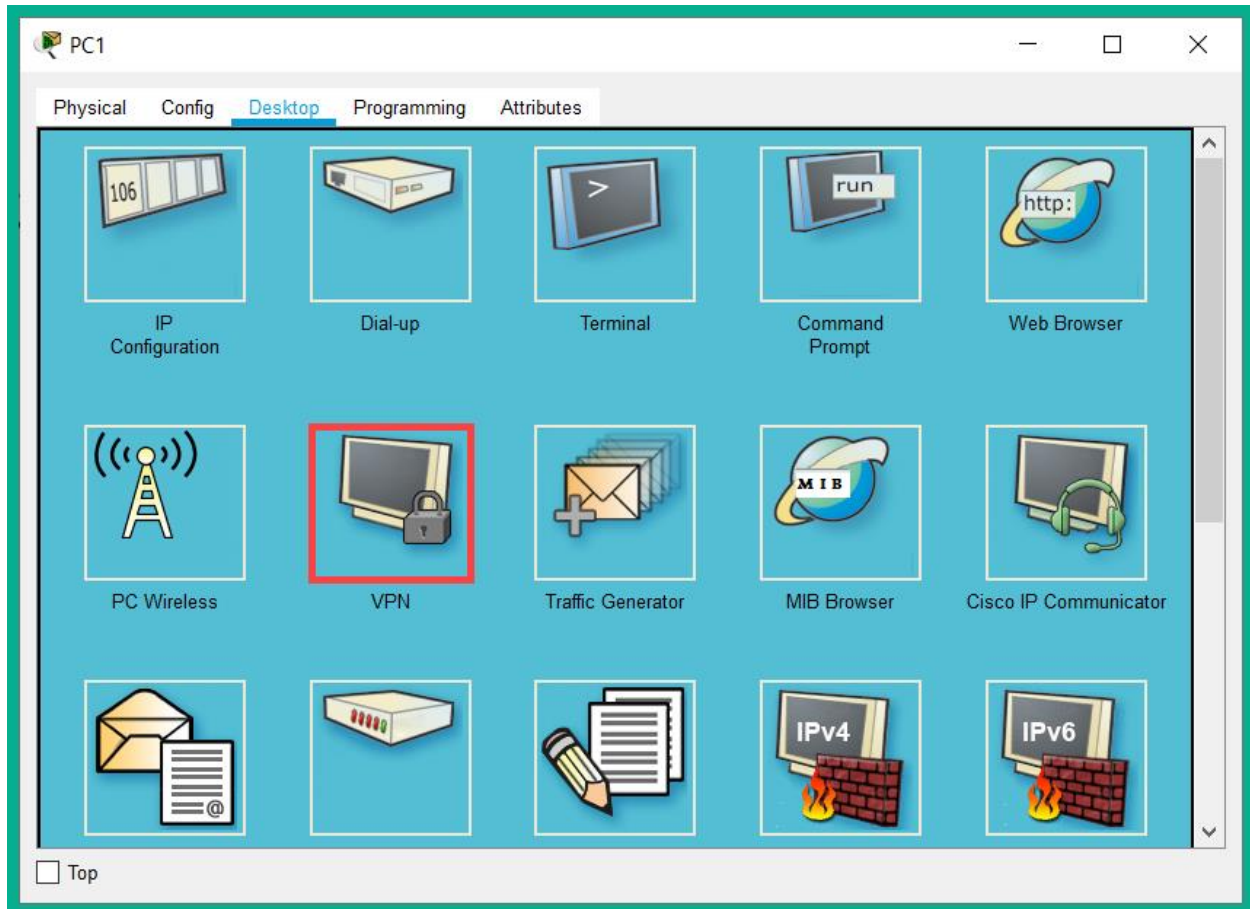 PC1
Physical Config Desktop Programming Attributes
106
>
run
http:
IP
Configuration
Dial-up
Terminal
Command
Prompt
Web Browser
MIB
PC Wireless
VPN
Traffic Generator
MIB Browser
Cisco IP Communicator
@
IPv4
IPv6
Top